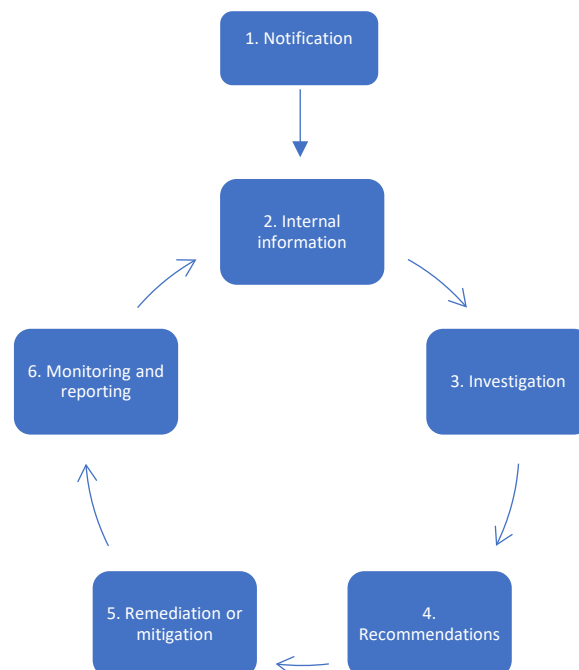 1. Notification
2. Internal
information
3. Investigation
4.
Recommendations
5. Remediation or
mitigation
6. Monitoring and
reporting